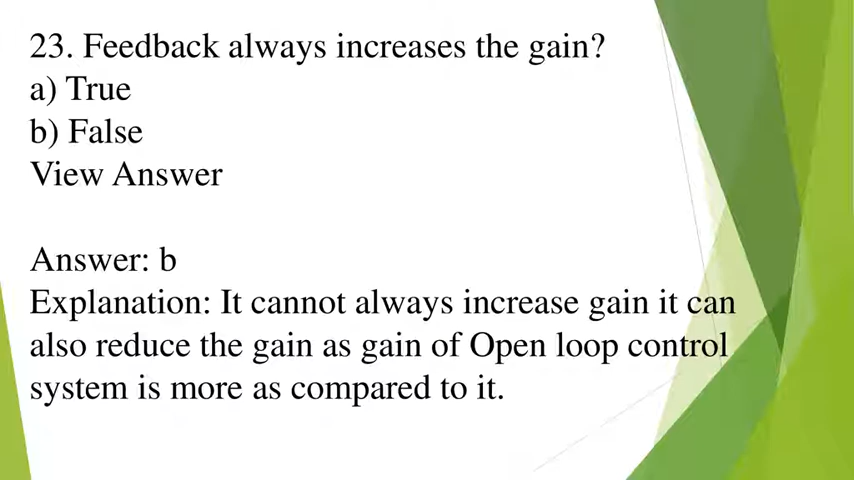 23. Feedback always increases the gain?
a) True
b) False
View Answer
Answer: b
Explanation: It cannot always increase gain it can
also reduce the gain as gain of Open loop control
system is more as compared to it.